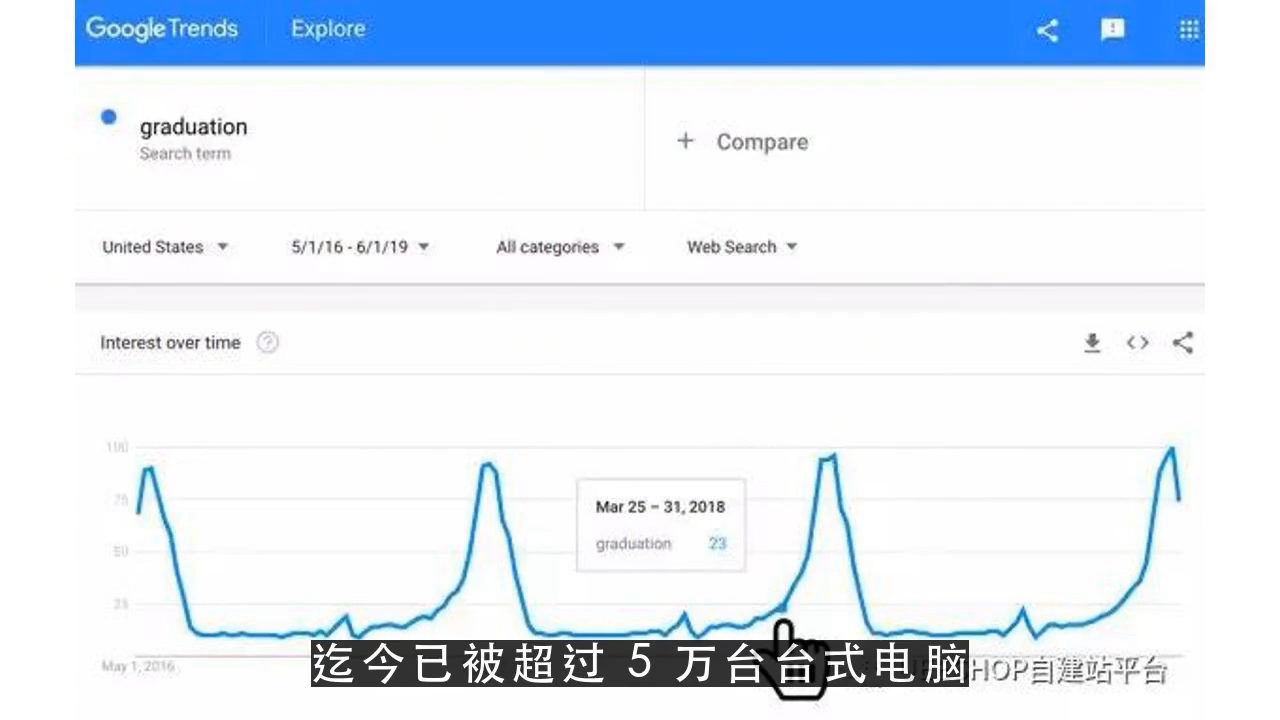 Google Trends Explore
graduation
Search term
+ Compare
United States 5/1/16 - 6/1/19 All categories Web Search
Interest over time ?
100
75
50
25
Mar 25 – 31, 2018
graduation 23
May 1, 2016
迄今已被超过 5 万台台式电脑
HOP自建站平台